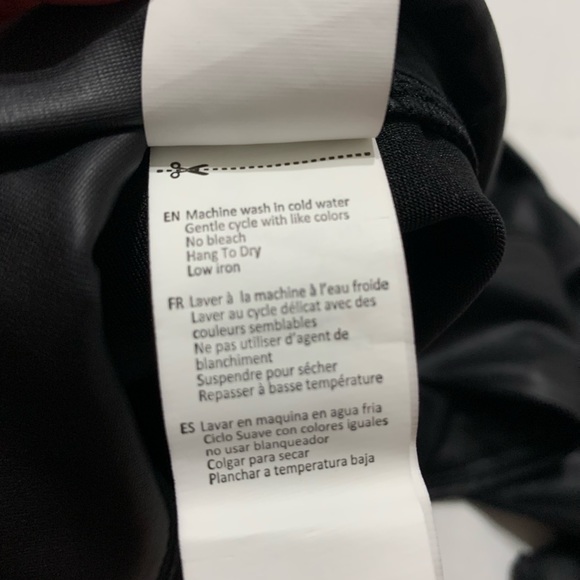 EN Machine wash In cold water
Gentle cycle with like colors
No bleach
Hang To Dry
Low iron
FR Laver à la machine à l'eau froide
Laver au cycle délicat avec des
couleurs semblables
Ne pas utiliser d'agent de
blanchiment
Suspendre pour sécher
Repasser à basse température
ES Lavar en maquina en agua fria
Ciclo Suave con colores iguales
no usar blanqueador
Colgar para secar
Planchar a temperatura baja